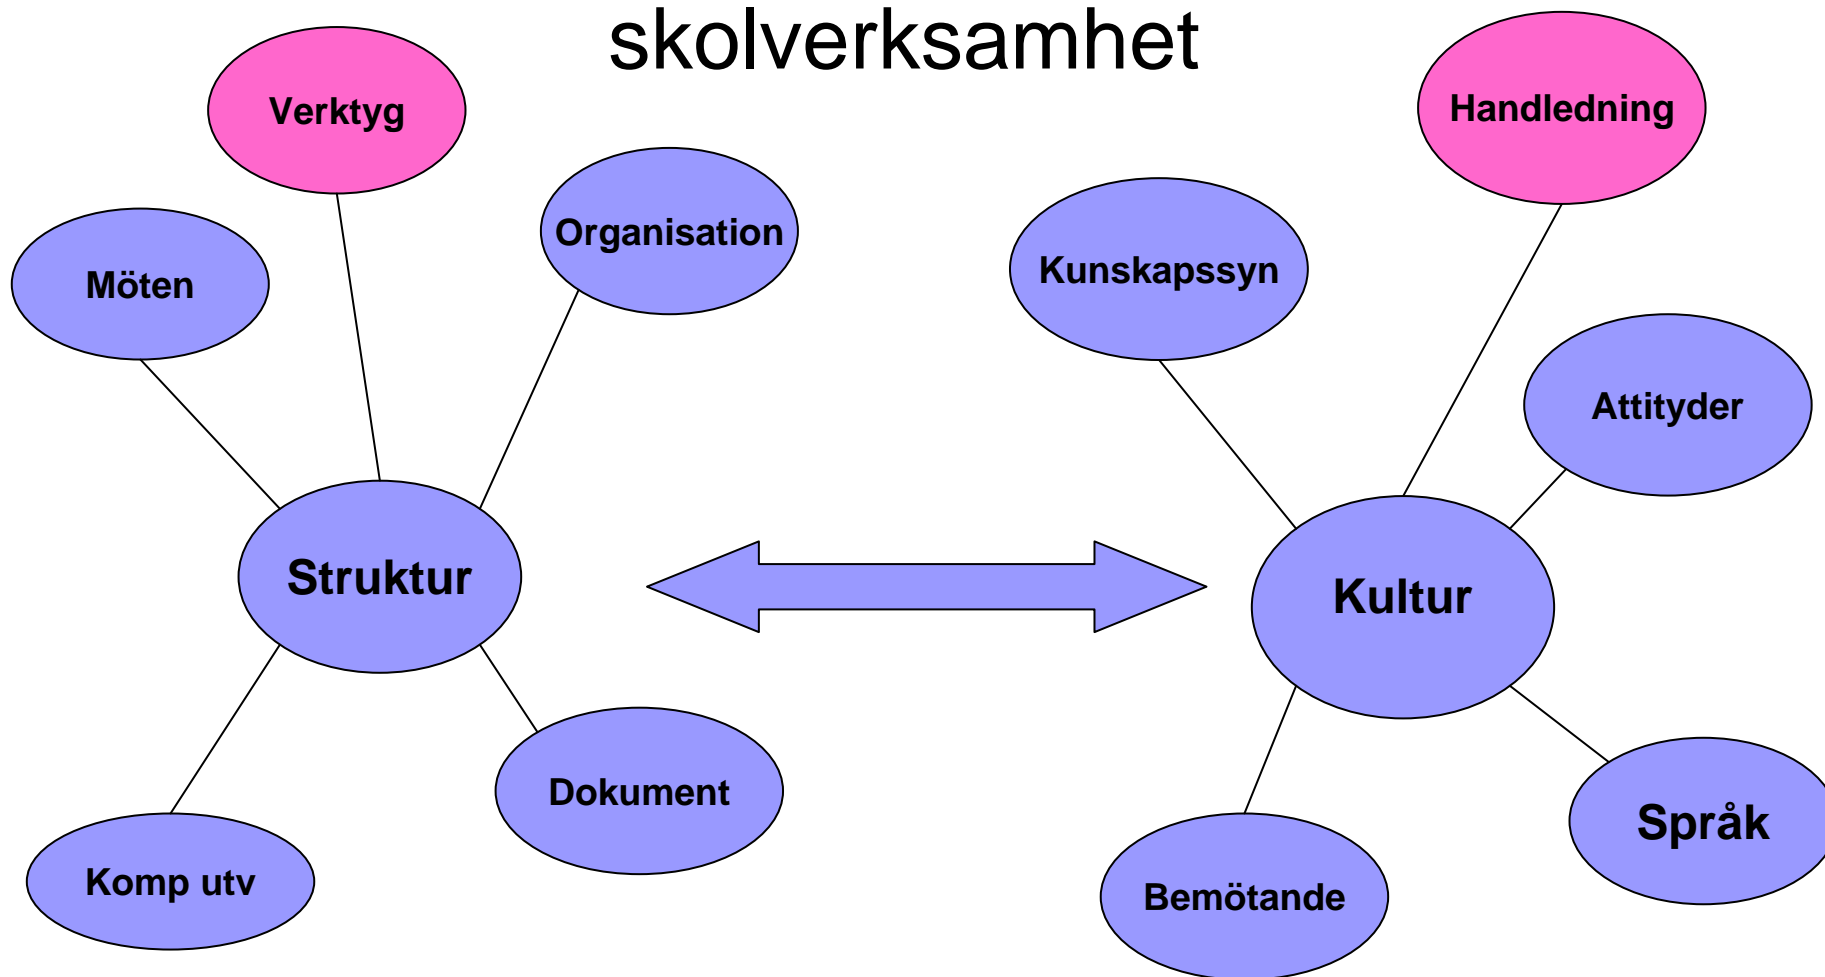 skolverksamhet
Verktyg
Handledning
Organisation
Kunskapssyn
Möten
Attityder
Struktur
Kultur
Dokument
Språk
Komp utv
Bemötande